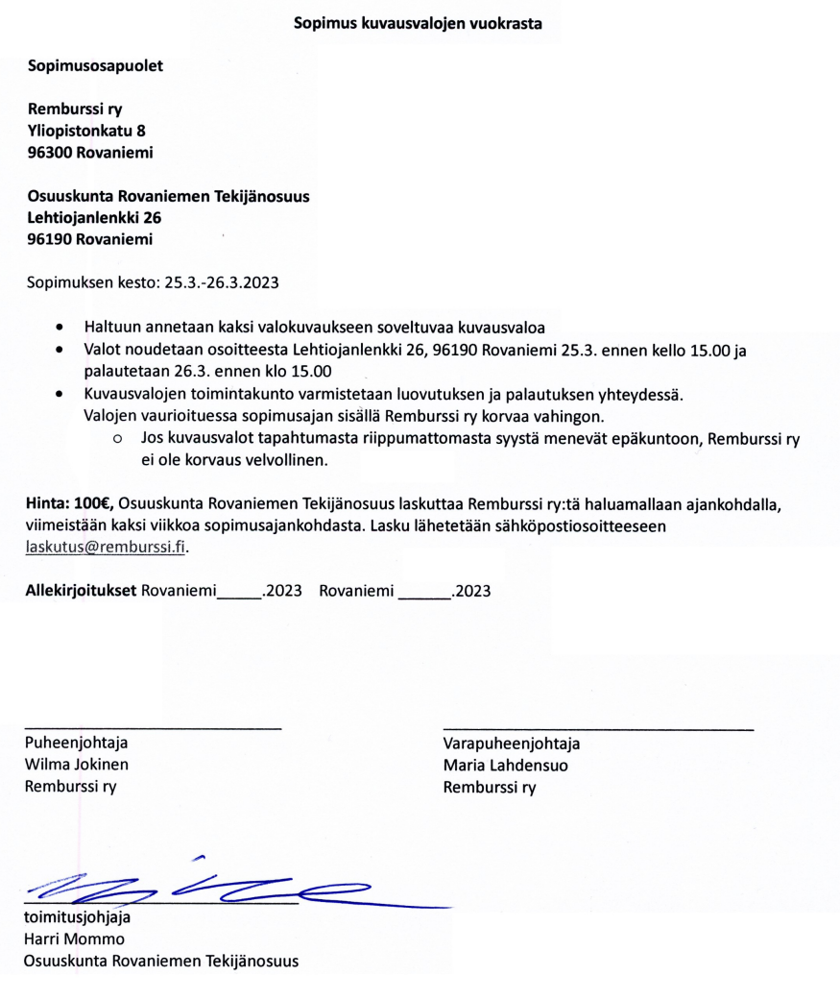 Sopimus kuvausvalojen vuokrasta
Sopimusosapuolet
Remburssi ry
Yliopistonkatu 8
96300 Rovaniemi
Osuuskunta Rovaniemen Tekijänosuus
Lehtiojanlenkki 26
96190 Rovaniemi
Sopimuksen kesto: 25.3.-26.3.2023
• Haltuun annetaan kaksi valokuvaukseen soveltuvaa kuvausvaloa
• Valot noudetaan osoitteesta Lehtiojanlenkki 26, 96190 Rovaniemi 25.3. ennen kello 15.00 ja
palautetaan 26.3. ennen klo 15.00
• Kuvausvalojen toimintakunto varmistetaan luovutuksen ja palautuksen yhteydessä.
Valojen vaurioituessa sopimusajan sisällä Remburssi ry korvaa vahingon.
o Jos kuvausvalot tapahtumasta riippumattomasta syystä menevät epäkuntoon, Remburssi ry
ei ole korvaus velvollinen.
Hinta: 100€, Osuuskunta Rovaniemen Tekijänosuus laskuttaa Remburssi ry:tä haluamallaan ajankohdalla,
viimeistään kaksi viikkoa sopimusajankohdasta. Lasku lähetetään sähköpostiosoitteeseen
laskutus@remburssi.fi.
Allekirjoitukset Rovaniemi_____.2023 Rovaniemi ______.2023
Puheenjohtaja
Wilma Jokinen
Remburssi ry
Varapuheenjohtaja
Maria Lahdensuo
Remburssi ry
toimitusjohjaja
Harri Mommo
Osuuskunta Rovaniemen Tekijänosuus